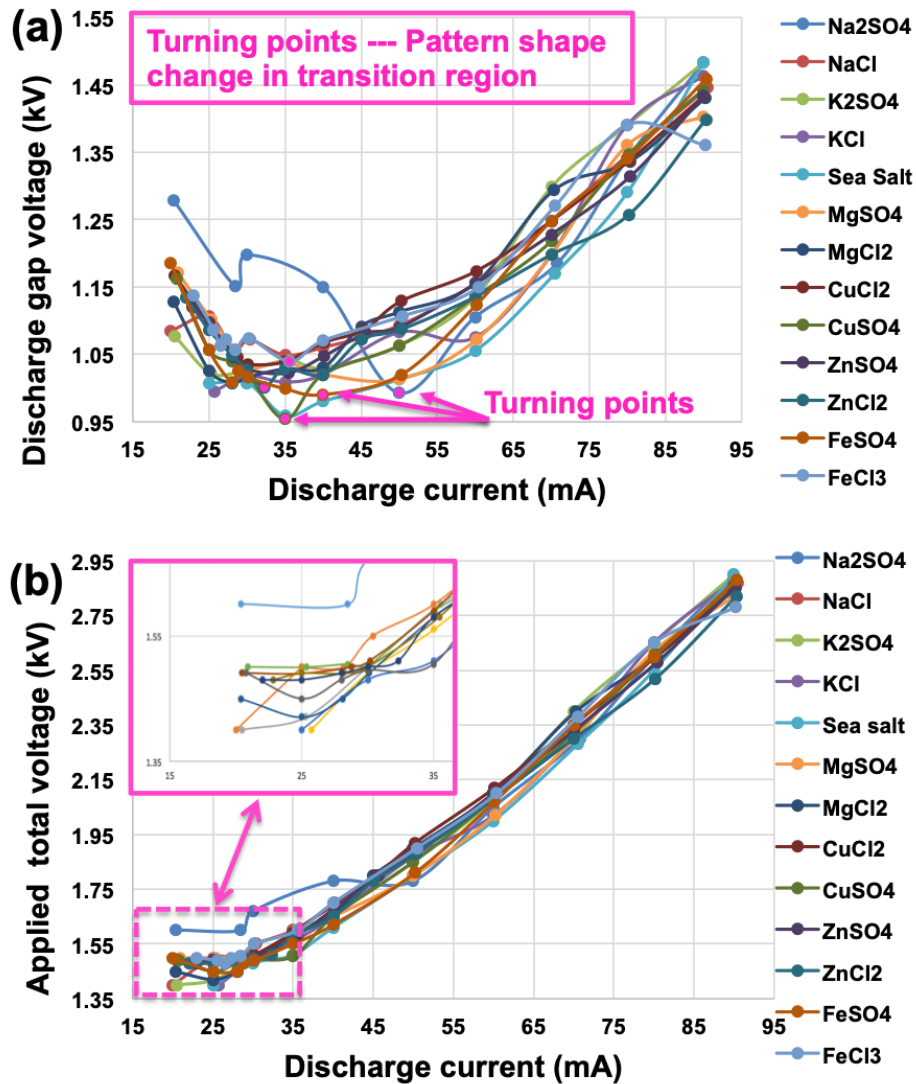 (a)
Turning points --- Pattern shape
change in transition region
Discharge gap voltage (kV)
1.55
1.45
1.35
1.25
1.15
1.05
0.95
Turning points
15 25 35 45 55 65 75 85 95
Discharge current (mA)
Na2SO4
NaCl
K2SO4
KCl
Sea Salt
MgSO4
MgCl2
CuCl2
CuSO4
ZnSO4
ZnCl2
FeSO4
FeCl3
(b)
Applied total voltage (kV)
2.95
2.75
2.55
2.35
2.15
1.95
1.75
1.55
1.35
1.55
1.35
15 25 35
15 25 35 45 55 65 75 85 95
Discharge current (mA)
Na2SO4
NaCl
K2SO4
KCl
Sea salt
MgSO4
MgCl2
CuCl2
CuSO4
ZnSO4
ZnCl2
FeSO4
FeCl3